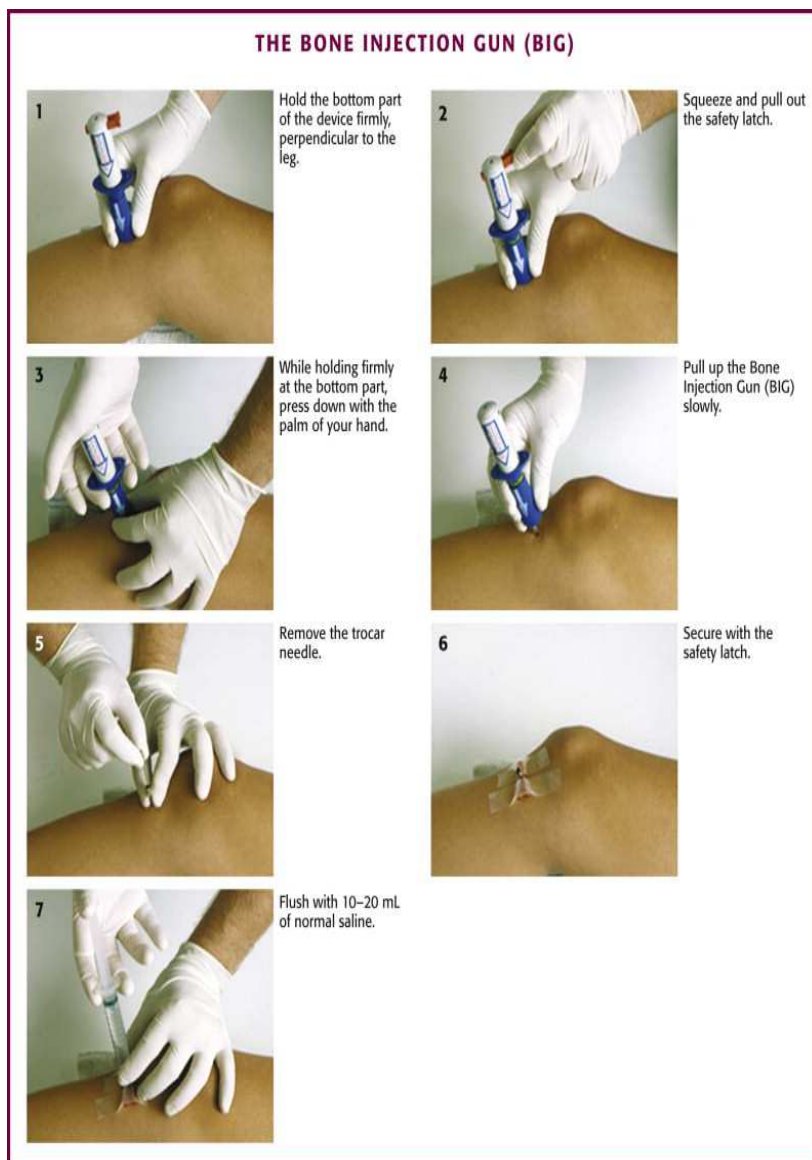 THE BONE INJECTION GUN (BIG)
1
Hold the bottom part
of the device firmly,
perpendicular to the
leg.
2
Squeeze and pull out
the safety latch.
3
While holding firmly
at the bottom part,
press down with the
palm of your hand.
4
Pull up the Bone
Injection Gun (BIG)
slowly.
5
Remove the trocar
needle.
6
Secure with the
safety latch.
7
Flush with 10–20 mL
of normal saline.